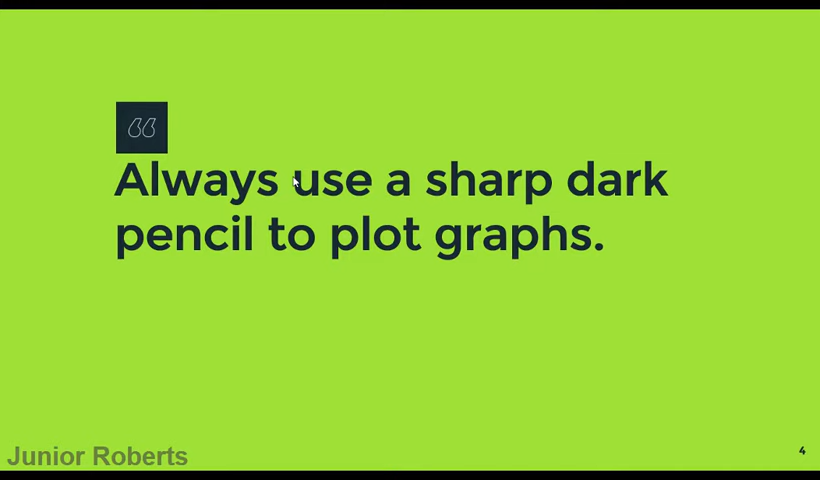 “
Always use a sharp dark
pencil to plot graphs.
Junior Roberts
4